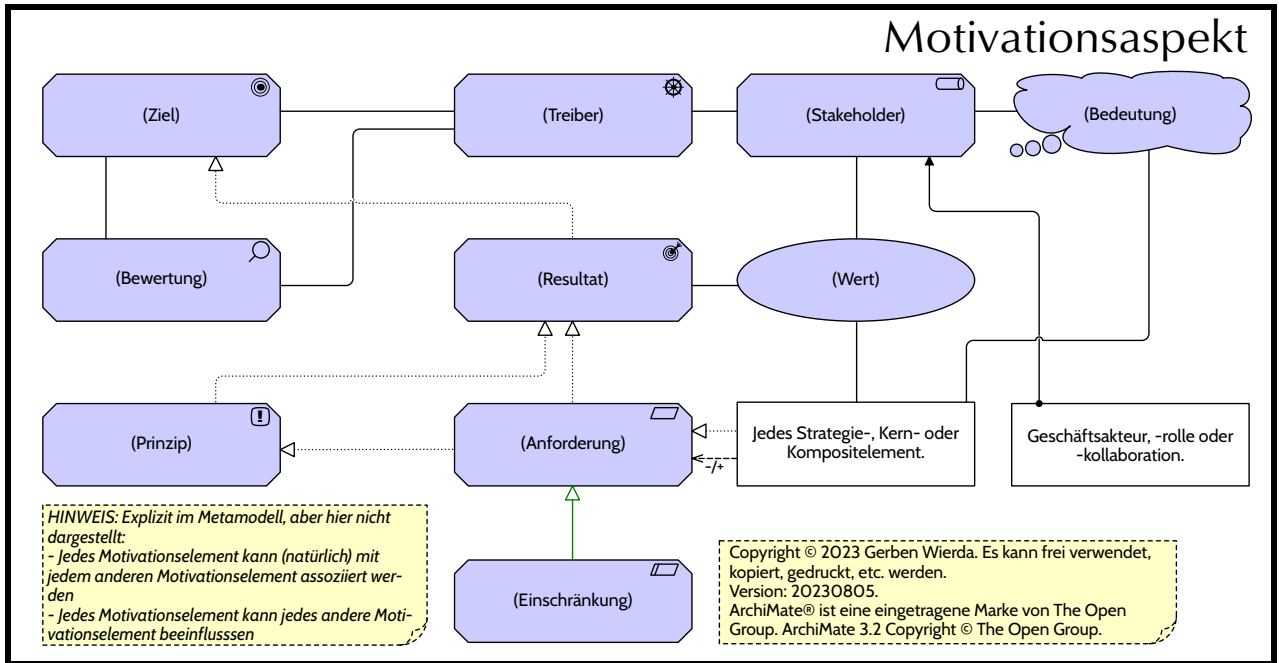 Motivationsaspekt
(Ziel)
(Treiber)
(Stakeholder)
(Bedeutung)
(Bewertung)
(Resultat)
(Wert)
(Prinzip)
(Anforderung)
-/+
Jedes Strategie-, Kern- oder
Kompositelement.
Geschäftsakteur, -rolle oder
-kollaboration.
HINWEIS: Explizit im Metamodell, aber hier nicht
dargestellt:
- Jedes Motivationselement kann (natürlich) mit
jedem anderen Motivationselement assoziiert wer-
den
- Jedes Motivationselement kann jedes andere Moti-
vationselement beeinflusssen
(Einschränkung)
Copyright © 2023 Gerben Wierda. Es kann frei verwendet,
kopiert, gedruckt, etc. werden.
Version: 20230805.
ArchiMate® ist eine eingetragene Marke von The Open
Group. ArchiMate 3.2 Copyright © The Open Group.